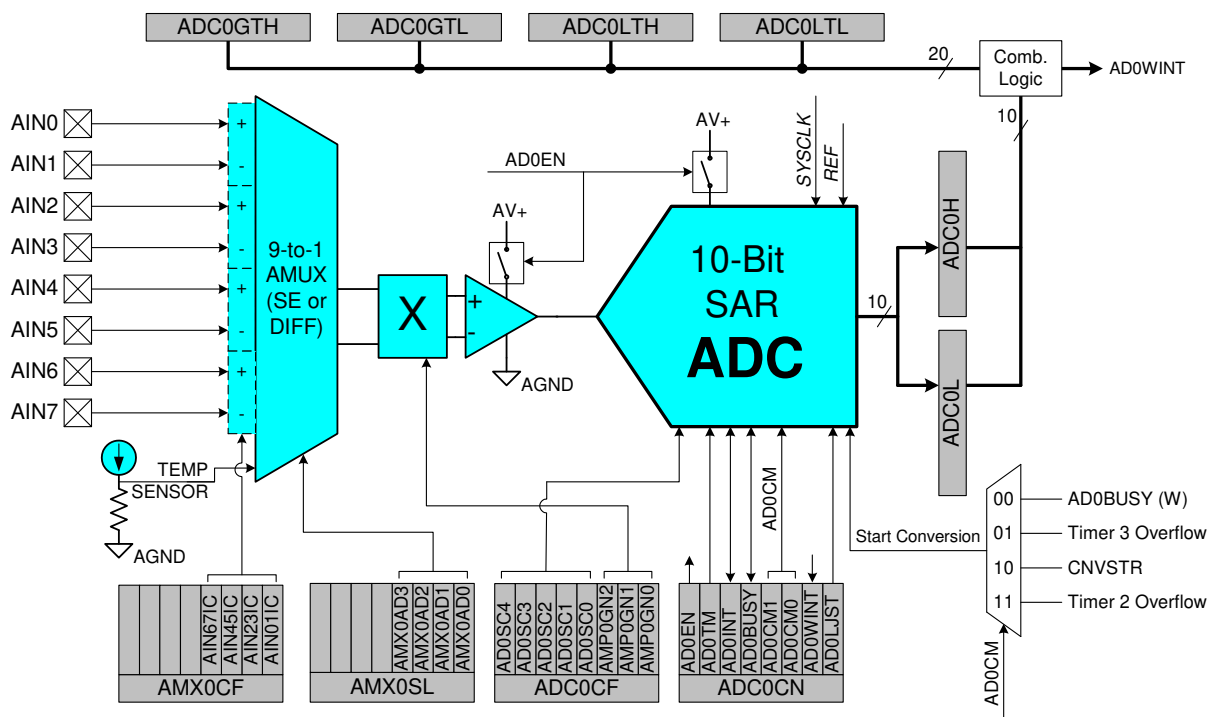 ADC0GTH
ADC0GTL
ADC0LTH
ADC0LTL
20
Comb.
Logic
AD0WINT
10
AIN0
AIN1
AIN2
AIN3
AIN4
AIN5
AIN6
AIN7
+
-
+
-
+
-
+
-
9-to-1
AMUX
(SE or
DIFF)
X
+
-
AV+
AGND
AD0EN
AV+
SYSCLK
REF
10-Bit
SAR
ADC
10
ADC0H
ADC0L
TEMP
SENSOR
AGND
AD0CM
Start Conversion
00
01
10
11
AD0BUSY (W)
Timer 3 Overflow
CNVSTR
Timer 2 Overflow
AD0CM
AIN67IC
AIN45IC
AIN23IC
AIN01IC
AMX0CF
AMX0AD3
AMX0AD2
AMX0AD1
AMX0AD0
AMX0SL
AD0SC4
AD0SC3
AD0SC2
AD0SC1
AD0SC0
AMP0GN2
AMP0GN1
AMP0GN0
ADC0CF
AD0EN
AD0TM
AD0INT
AD0BUSY
AD0CM1
AD0CM0
AD0WINT
AD0LJST
ADC0CN